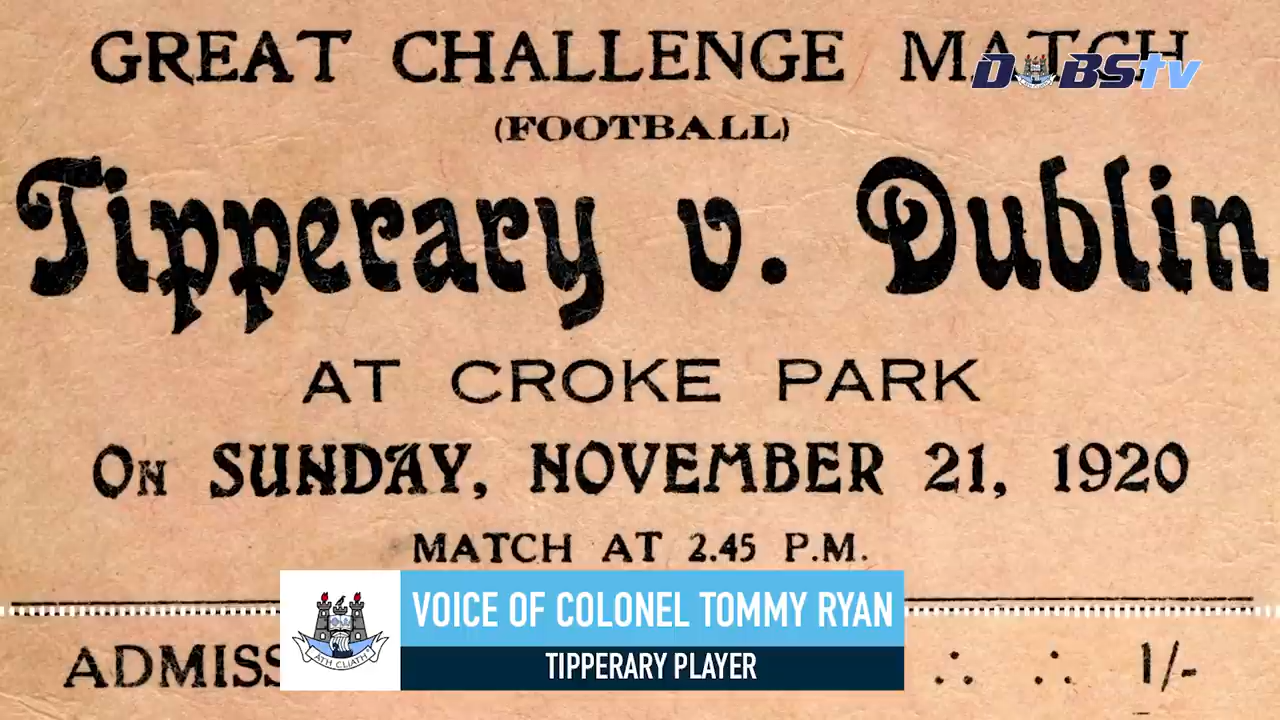 GREAT CHALLENGE MATCH
DUBStv
(FOOTBALL)
Tipperary v. Dublin
AT CROKE PARK
ON SUNDAY, NOVEMBER 21, 1920
MATCH AT 2.45 P.M.
VOICE OF COLONEL TOMMY RYAN
TIPPERARY PLAYER
ÁTH CLIATH
ADMISS
1/-